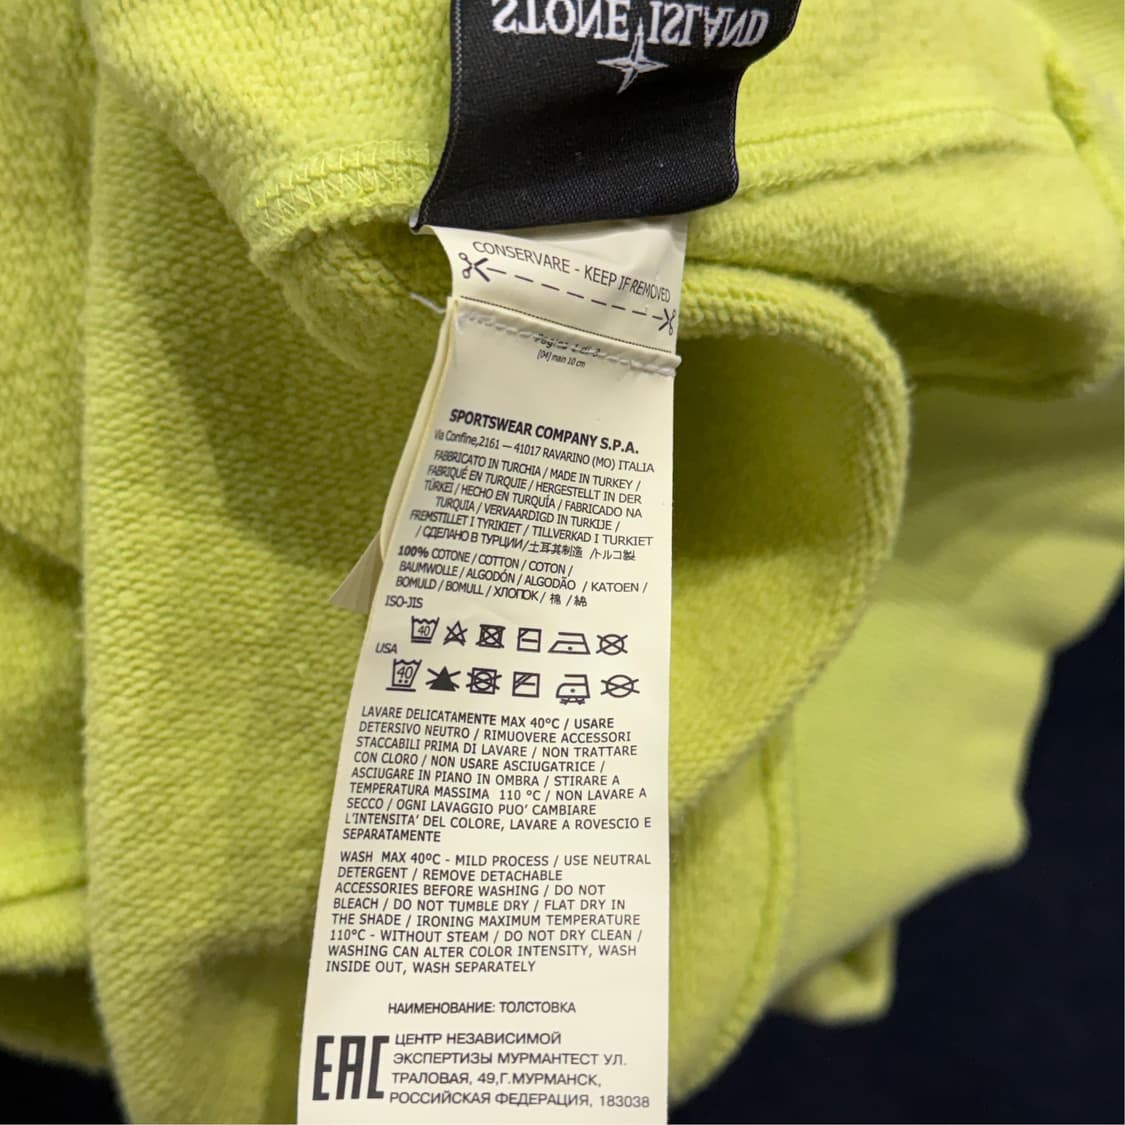 STONE ISLAND
CONSERVARE - KEEP IF REMOVED
[04] man 10 cm
SPORTSWEAR COMPANY S.P.A.
Via Confine,2161 — 41017 RAVARINO (MO) ITALIA
FABBRICATO IN TURCHIA / MADE IN TURKEY /
FABRIQUÉ EN TURQUIE / HERGESTELLT IN DER
TÜRKEI / HECHO EN TURQUÍA / FABRICADO NA
TURQUIA / VERVAARDIGD IN TURKIJE /
FREMSTILLET I TYRKIET / TILLVERKAD I TURKIET
/ СДЕЛАНО В ТУРЦИИ/土耳其制造 /トルコ製
100% COTONE / COTTON / COTON /
BAUMWOLLE / ALGODÓN / ALGODÃO / KATOEN /
BOMULD / BOMULL / ХЛОПОК / 棉 / 綿
ISO-JIS
40
USA
40
LAVARE DELICATAMENTE MAX 40°C / USARE
DETERSIVO NEUTRO / RIMUOVERE ACCESSORI
STACCABILI PRIMA DI LAVARE / NON TRATTARE
CON CLORO / NON USARE ASCIUGATRICE /
ASCIUGARE IN PIANO IN OMBRA / STIRARE A
TEMPERATURA MASSIMA 110 °C / NON LAVARE A
SECCO / OGNI LAVAGGIO PUO' CAMBIARE
L'INTENSITA' DEL COLORE, LAVARE A ROVESCIO E
SEPARATAMENTE
WASH MAX 40ºC - MILD PROCESS / USE NEUTRAL
DETERGENT / REMOVE DETACHABLE
ACCESSORIES BEFORE WASHING / DO NOT
BLEACH / DO NOT TUMBLE DRY / FLAT DRY IN
THE SHADE / IRONING MAXIMUM TEMPERATURE
110°C - WITHOUT STEAM / DO NOT DRY CLEAN /
WASHING CAN ALTER COLOR INTENSITY, WASH
INSIDE OUT, WASH SEPARATELY
НАИМЕНОВАНИЕ: ТОЛСТОВКА
EAC
ЦЕНТР НЕЗАВИСИМОЙ
ЭКСПЕРТИЗЫ МУРМАНТЕСТ УЛ.
ТРАЛОВАЯ, 49,Г.МУРМАНСК,
РОССИЙСКАЯ ФЕДЕРАЦИЯ, 183038